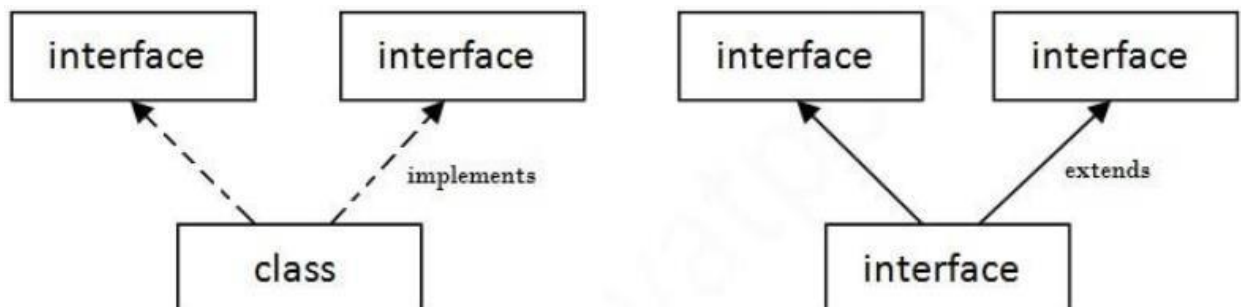 interface interface interface interface
implements extends
class interface